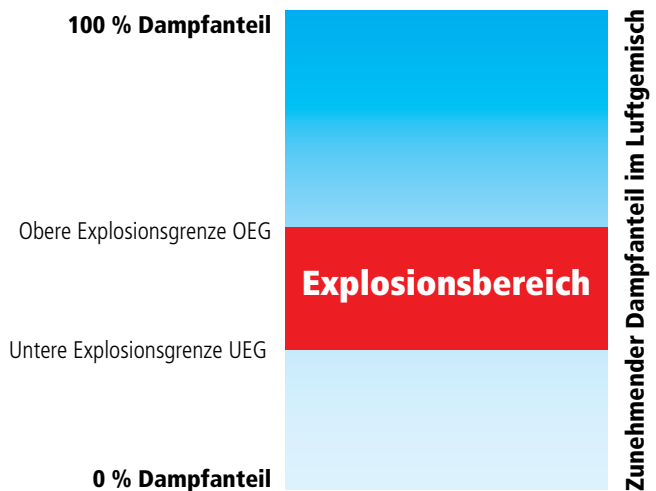 100 % Dampfanteil
Obere Explosionsgrenze OEG
Explosionsbereich
Untere Explosionsgrenze UEG
0 % Dampfanteil
Zunehmender Dampfanteil im Luftgemisch